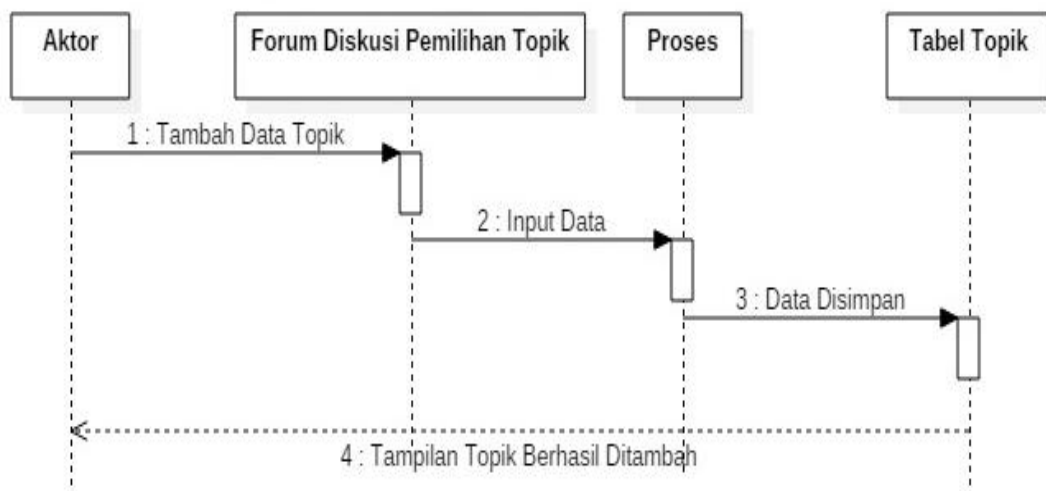 Aktor
Forum Diskusi Pemilihan Topik
Proses
Tabel Topik
1 : Tambah Data Topik
2 : Input Data
3 : Data Disimpan
4 : Tampilan Topik Berhasil Ditambah